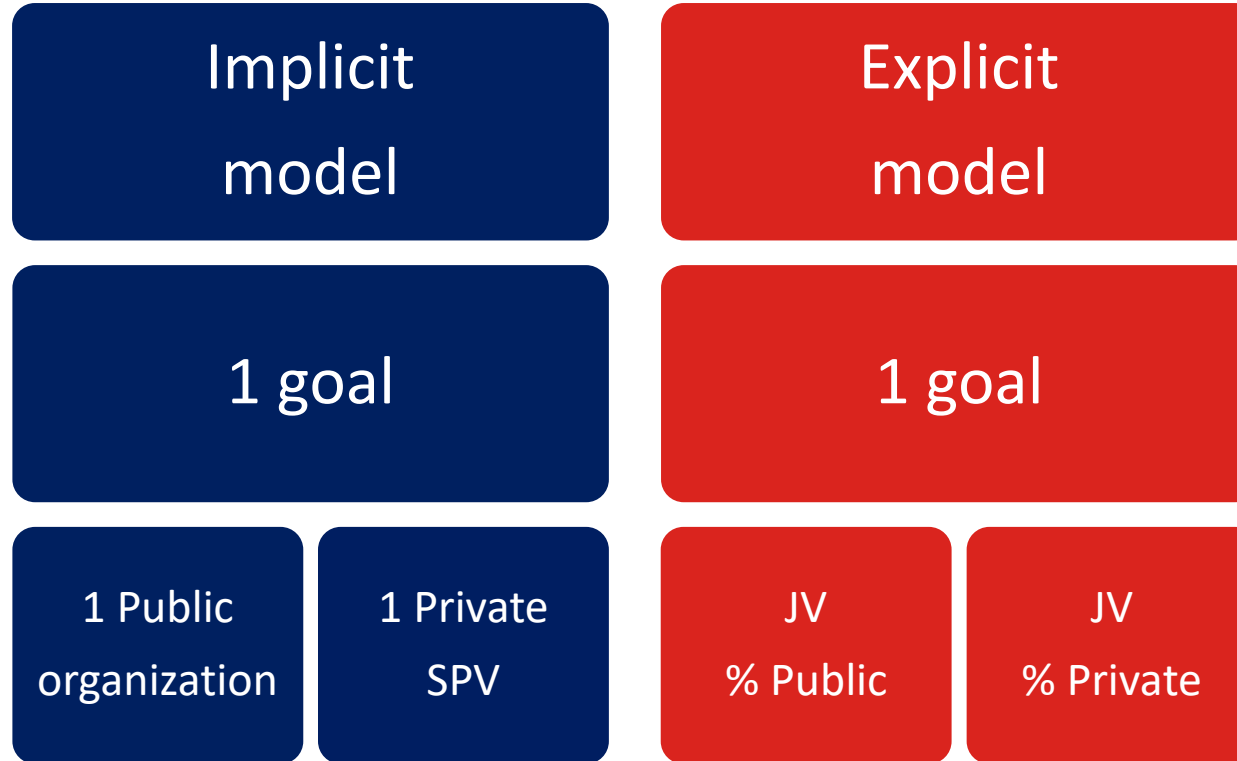 Implicit
model
Explicit
model
1 goal
1 goal
1 Public
organization
1 Private
SPV
JV
% Public
JV
% Private